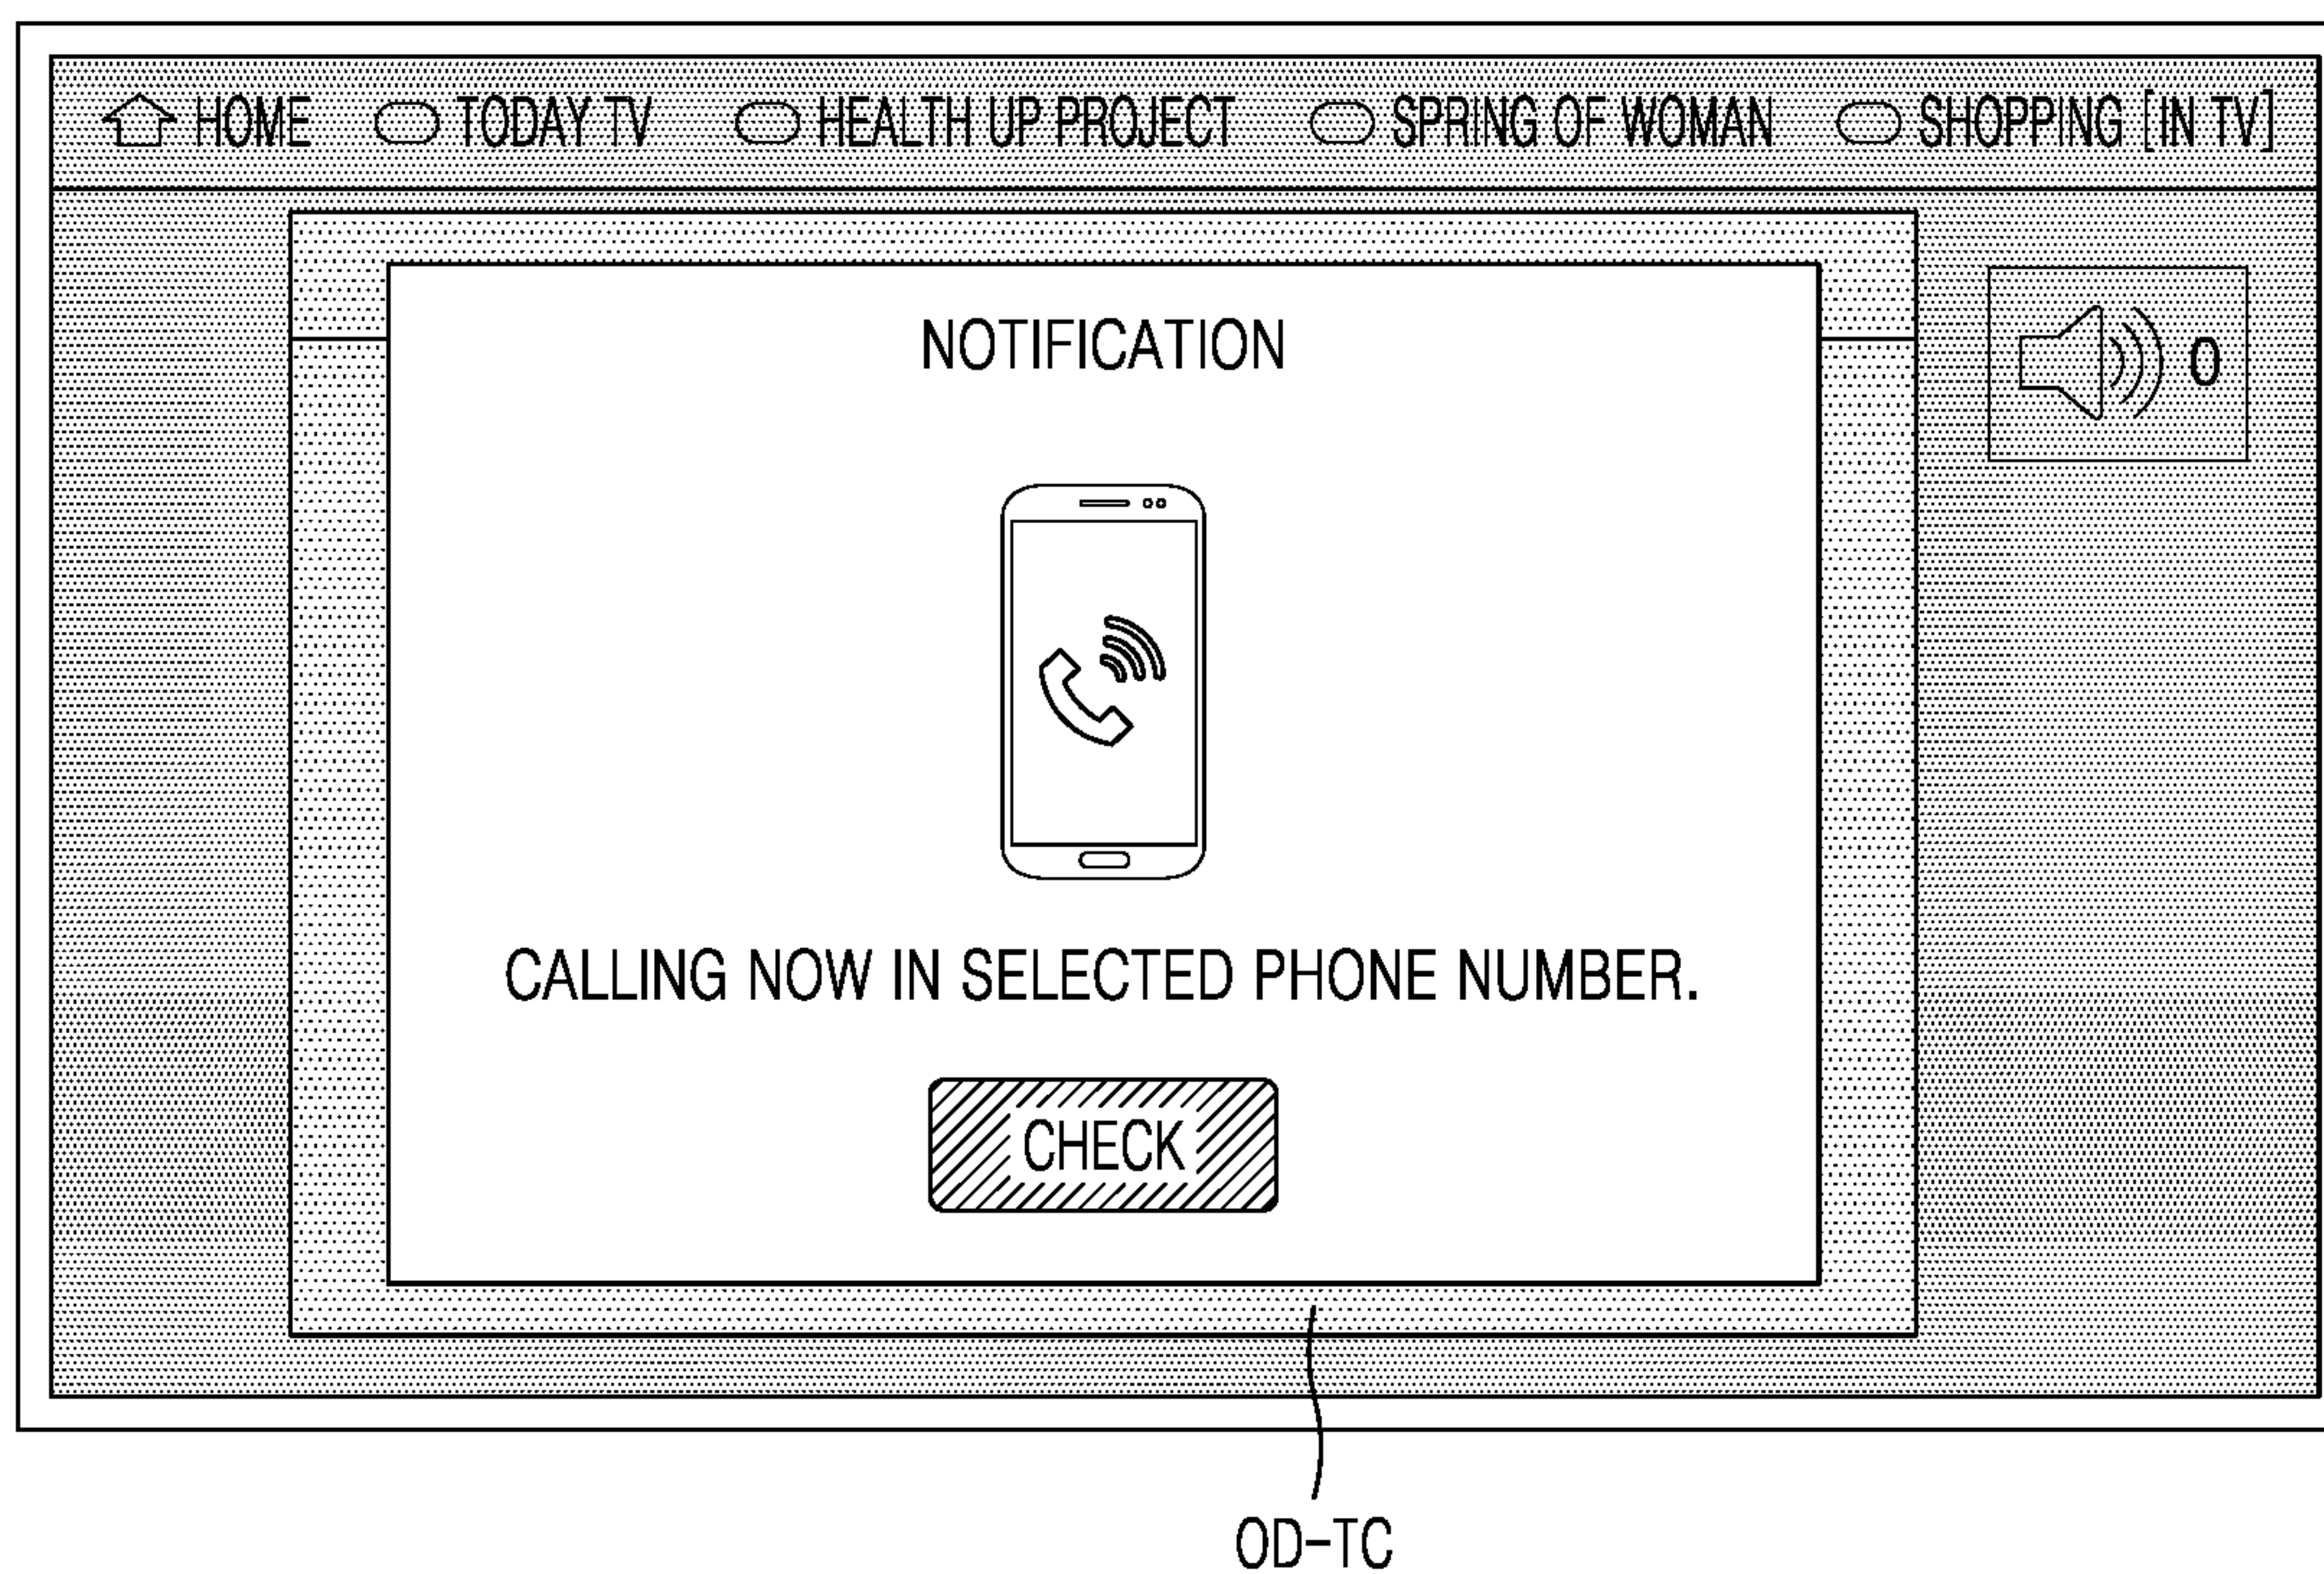 HOME TODAY TV HEALTH UP PROJECT SPRING OF WOMAN SHOPPING [IN TV]
NOTIFICATION
0
CALLING NOW IN SELECTED PHONE NUMBER.
CHECK
OD-TC